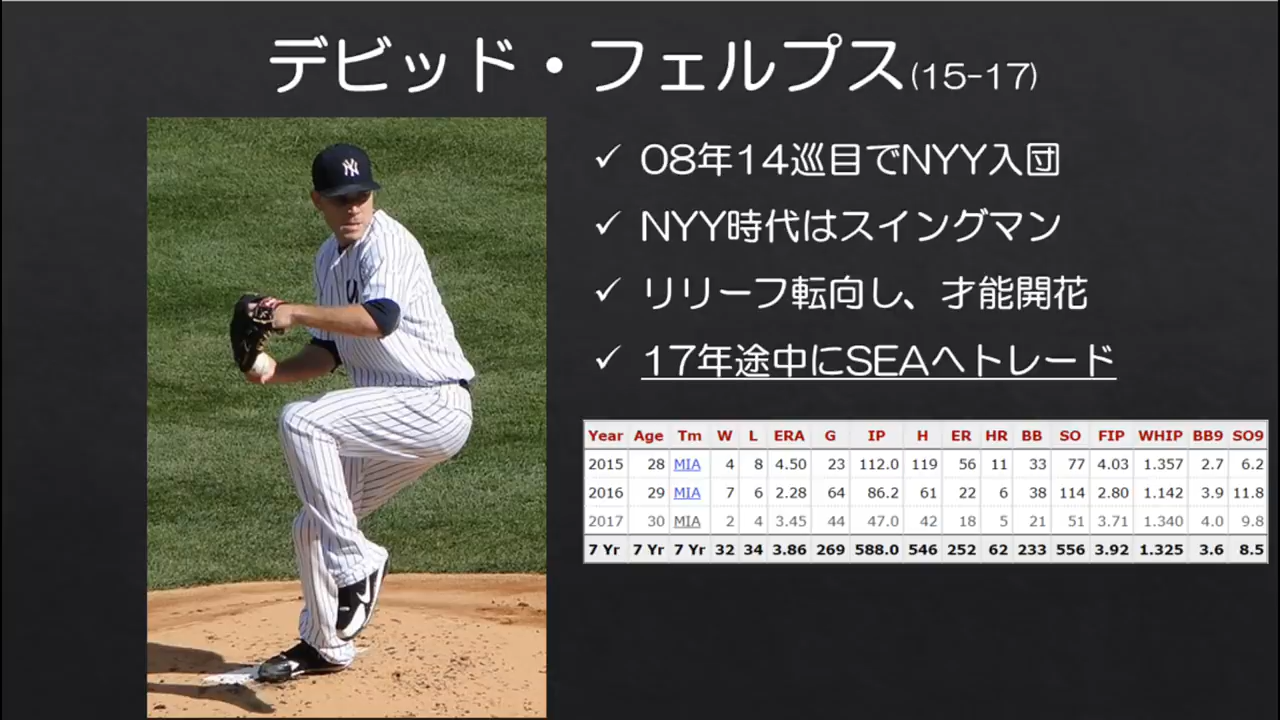 デビッド・フェルプス(15-17)
✓ 08年14巡目でNYY入団
✓ NYY時代はスイングマン
✓ リリーフ転向し、才能開花
✓ 17年途中にSEAへトレード
Year Age Tm W L ERA G IP H ER HR BB SO FIP WHIP BB9 SO9
2015 28 MIA 4 8 4.50 23 112.0 119 56 11 33 77 4.03 1.357 2.7 6.2
2016 29 MIA 7 6 2.28 64 86.2 61 22 6 38 114 2.80 1.142 3.9 11.8
2017 30 MIA 2 4 3.45 44 47.0 42 18 5 21 51 3.71 1.340 4.0 9.8
7 Yr 7 Yr 7 Yr 32 34 3.86 269 588.0 546 252 62 233 556 3.92 1.325 3.6 8.5
NY